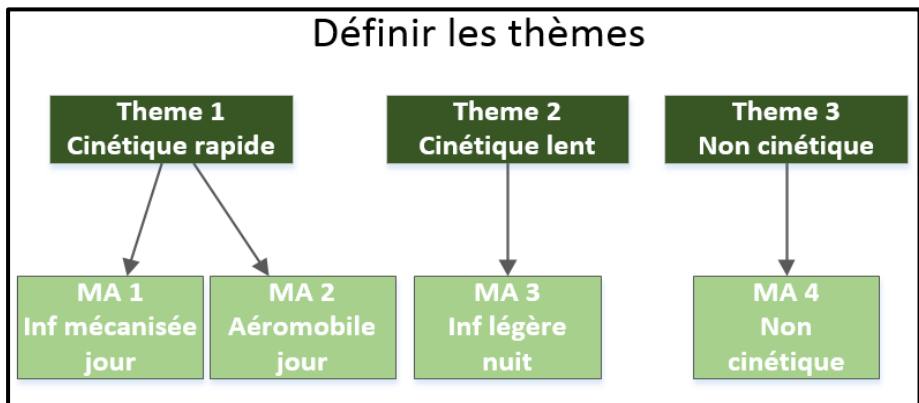 Définir les thèmes
Theme 1
Cinétique rapide
Theme 2
Cinétique lent
Theme 3
Non cinétique
MA 1
Inf mécanisée
jour
MA 2
Aéromobile
jour
MA 3
Inf légère
nuit
MA 4
Non
cinétique